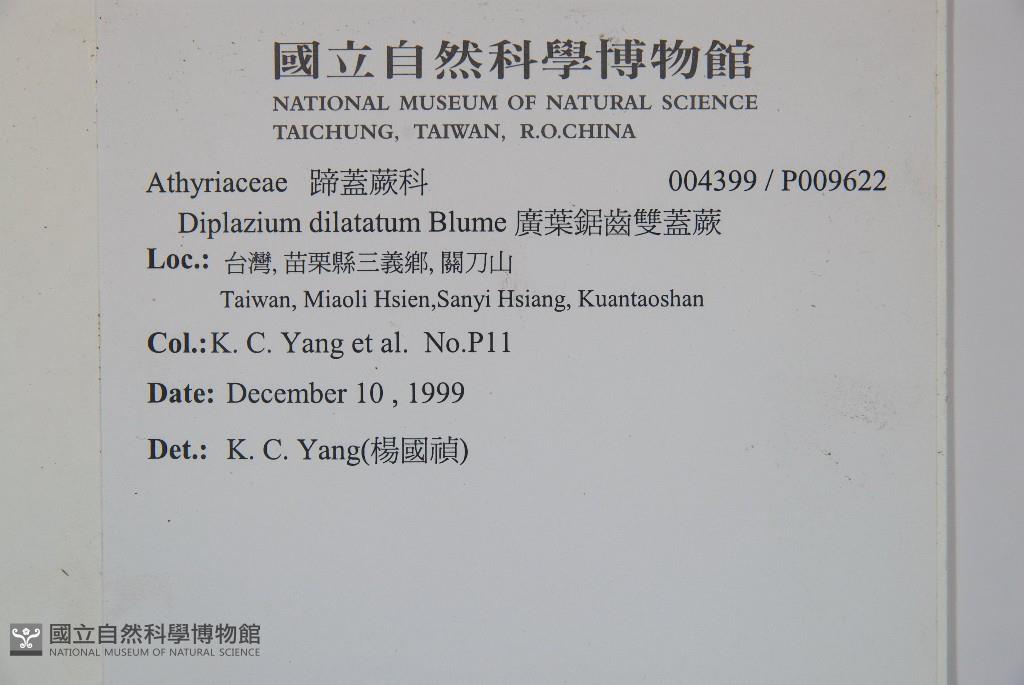 國立自然科學博物館
NATIONAL MUSEUM OF NATURAL SCIENCE
TAICHUNG, TAIWAN, R.O.CHINA
Athyriaceae 蹄蓋蕨科 004399 / P009622
Diplazium dilatatum Blume 廣葉鋸齒雙蓋蕨
Loc.: 台灣, 苗栗縣三義鄉, 關刀山
Taiwan, Miaoli Hsien,Sanyi Hsiang, Kuantaoshan
Col.:K. C. Yang et al. No.P11
Date: December 10 , 1999
Det.: K. C. Yang(楊國禎)
國立自然科學博物館
NATIONAL MUSEUM OF NATURAL SCIENCE